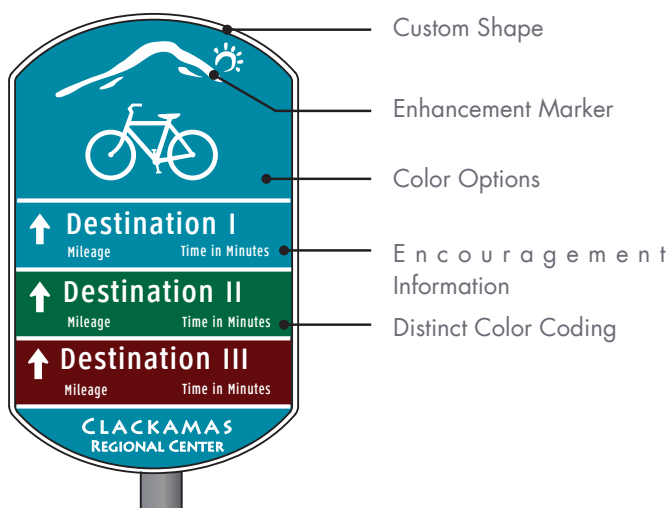 Custom Shape
Enhancement Marker
Color Options
Destination I
Mileage Time in Minutes
Encouragement
Information
Destination II
Mileage Time in Minutes
Distinct Color Coding
Destination III
Mileage Time in Minutes
CLACKAMAS
REGIONAL CENTER